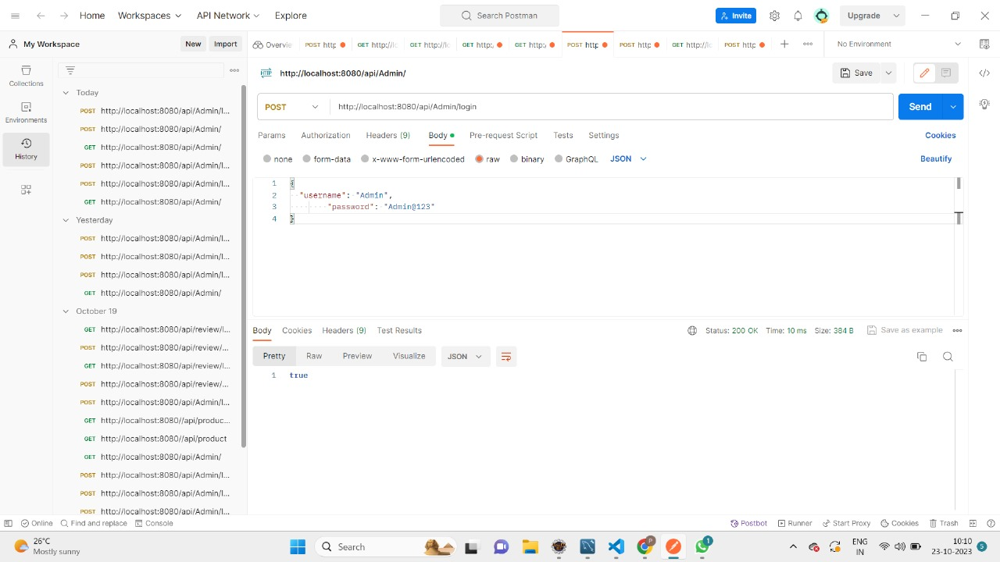 Home Workspaces API Network Explore Search Postman Invite Upgrade
My Workspace New Import Overvie POST http GET http://lc GET http://lc GET http:/ GET http:/ POST http POST http GET http://lc POST http No Environment
http://localhost:8080/api/Admin/ Save
Collections
Environments
History
Today
POST http://localhost:8080/api/Admin/l...
POST http://localhost:8080/api/Admin/
GET http://localhost:8080/api/Admin/
POST http://localhost:8080/api/Admin/l...
POST http://localhost:8080/api/Admin/l...
GET http://localhost:8080/api/Admin/
Yesterday
POST http://localhost:8080/api/Admin/l...
POST http://localhost:8080/api/Admin/l...
POST http://localhost:8080/api/Admin/l...
GET http://localhost:8080/api/Admin/
October 19
GET http://localhost:8080/api/review/l...
POST http://localhost:8080/api/review/...
GET http://localhost:8080/api/review/l...
POST http://localhost:8080/api/review/...
POST http://localhost:8080/api/Admin/l...
GET http://localhost:8080//api/produc...
GET http://localhost:8080//api/product
GET http://localhost:8080/api/Admin/
POST http://localhost:8080/api/Admin/l...
POST http://localhost:8080/api/Admin/l...
POST http://localhost:8080/api/Admin/l...
POST http://localhost:8080/api/Admin/login Send
Params Authorization Headers (9) Body Pre-request Script Tests Settings Cookies
none form-data x-www-form-urlencoded raw binary GraphQL JSON Beautify
1 {
2 "username": "Admin",
3 "password": "Admin@123"
4 }
Body Cookies Headers (9) Test Results Status: 200 OK Time: 10 ms Size: 384 B Save as example
Pretty Raw Preview Visualize JSON
1 true
Online Find and replace Console Postbot Runner Start Proxy Cookies Trash
26°C
Mostly sunny
Search
P
1
ENG
IN
10:10
23-10-2023
5